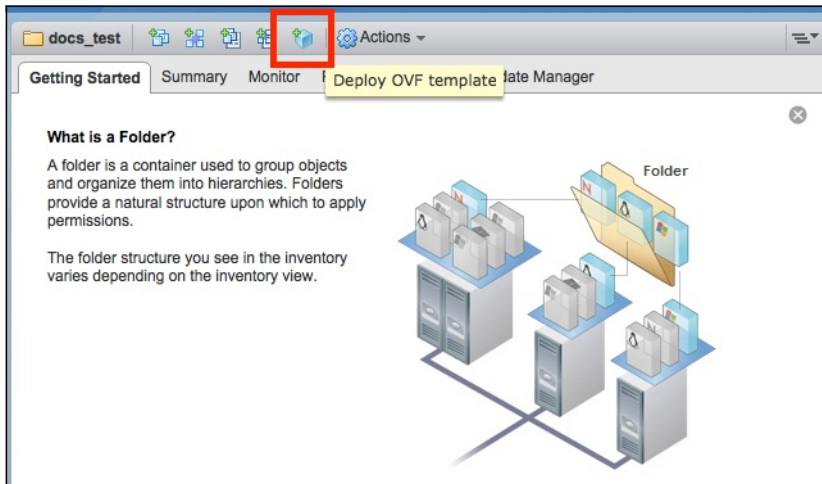 docs_test Actions
Getting Started Summary Monitor Deploy OVF template Manager
What is a Folder?
A folder is a container used to group objects
and organize them into hierarchies. Folders
provide a natural structure upon which to apply
permissions.
The folder structure you see in the inventory
varies depending on the inventory view.
Folder
N
N
N